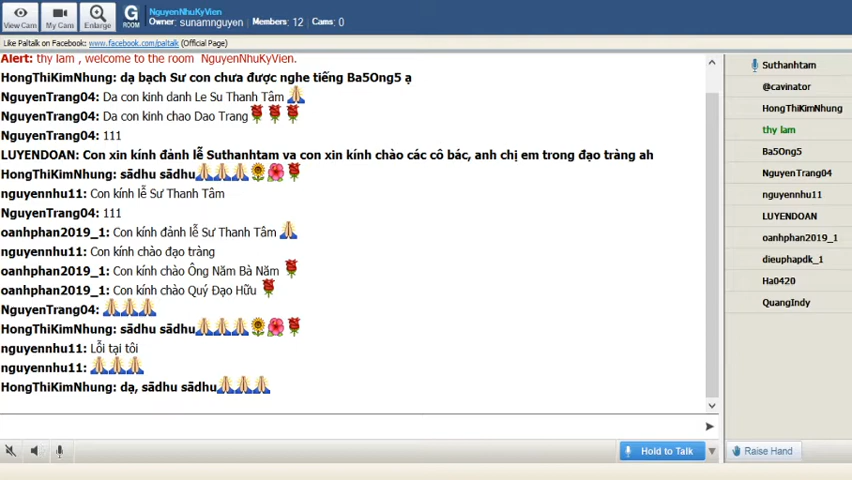 View Cam
My Cam
Enlarge
G
ROOM
NguyenNhuKyVien
Owner: sunamnguyen Members: 12 Cams: 0
Like Paltalk on Facebook: www.facebook.com/paltalk (Official Page)
Alert: thy lam , welcome to the room NguyenNhuKyVien.
HongThiKimNhung: dạ bạch Sư con chưa được nghe tiếng Ba5Ong5 ạ
NguyenTrang04: Da con kinh danh Le Su Thanh Tâm
NguyenTrang04: Da con kinh chao Dao Trang
NguyenTrang04: 111
LUYENDOAN: Con xin kính đảnh lễ Suthanhtam va con xin kính chào các cô bác, anh chị em trong đạo tràng ah
HongThiKimNhung: sādhu sādhu
nguyennhu11: Con kính lễ Sư Thanh Tâm
NguyenTrang04: 111
oanhphan2019_1: Con kính đảnh lễ Sư Thanh Tâm
nguyennhu11: Con kính chào đạo tràng
oanhphan2019_1: Con kính chào Ông Năm Bà Năm
oanhphan2019_1: Con kính chào Quý Đạo Hữu
NguyenTrang04:
HongThiKimNhung: sādhu sādhu
nguyennhu11: Lỗi tại tôi
nguyennhu11:
HongThiKimNhung: dạ, sādhu sādhu
Hold to Talk
Suthanhtam
@cavinator
HongThiKimNhung
thy lam
Ba5Ong5
NguyenTrang04
nguyennhu11
LUYENDOAN
oanhphan2019_1
dieuphapdk_1
Ha0420
QuangIndy
Raise Hand